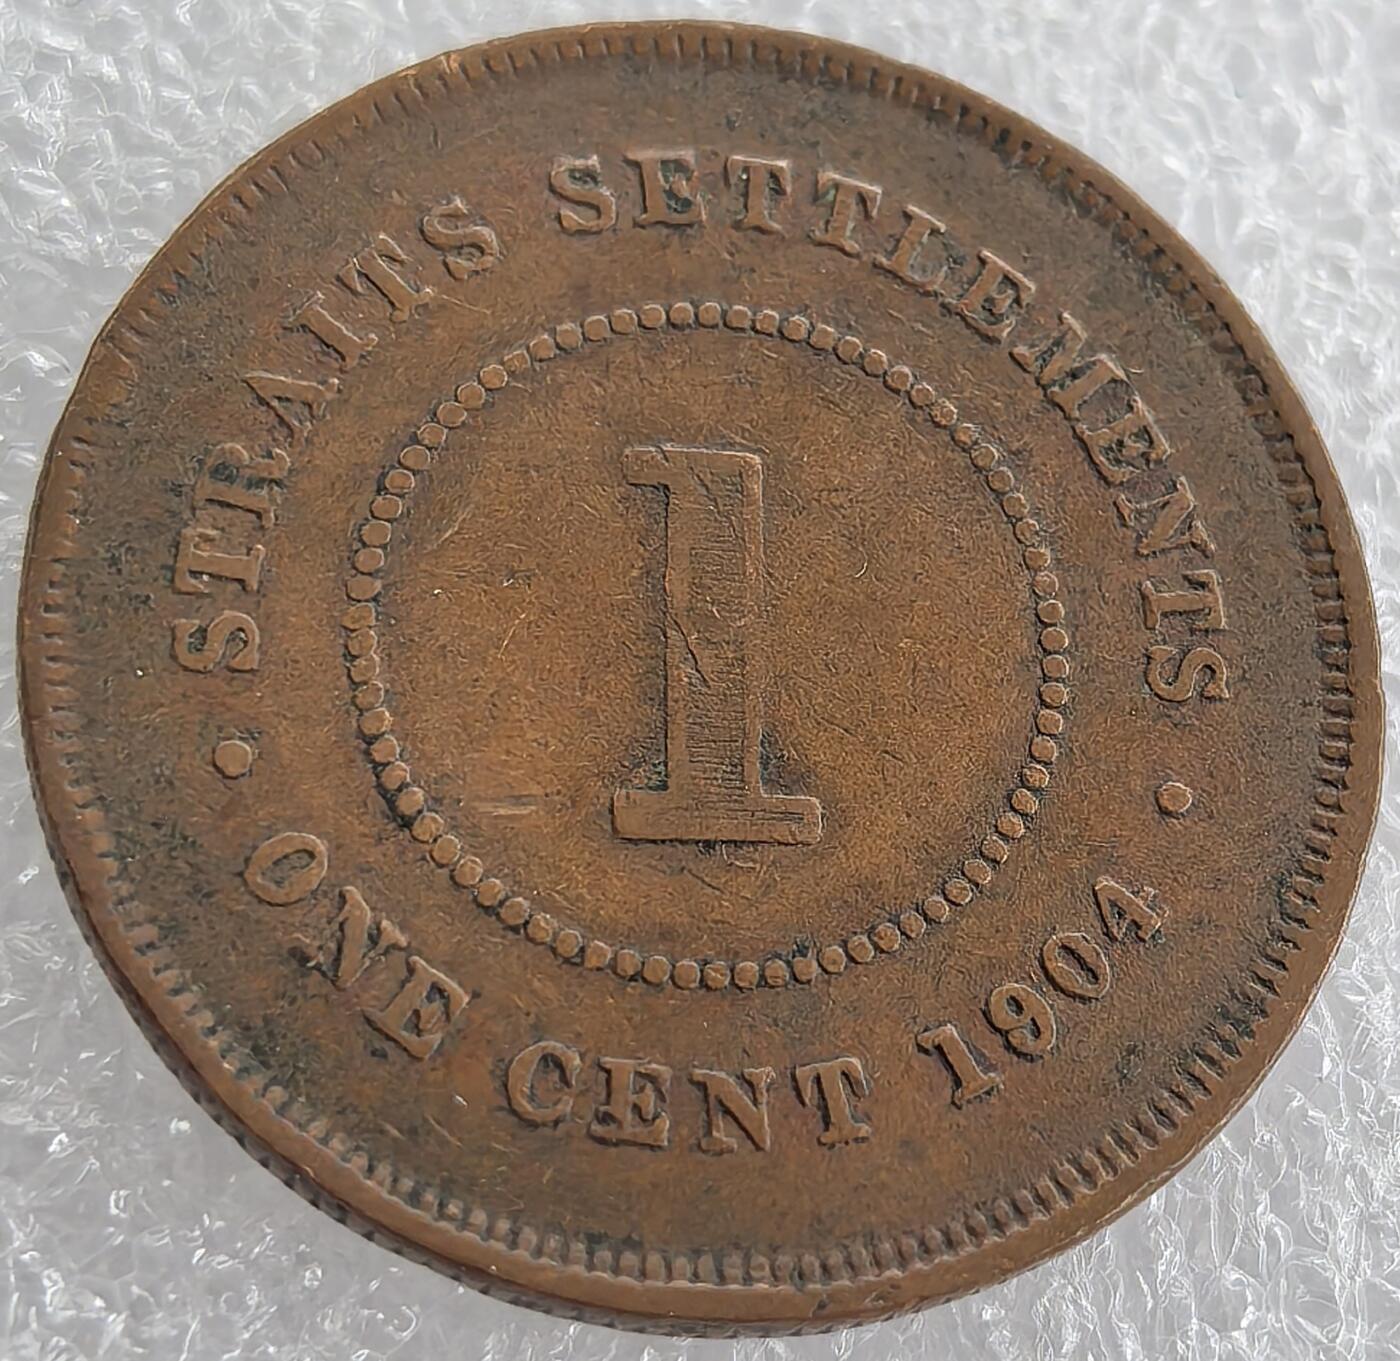 STRAITS SETTLEMENTS
1
• ONE CENT 1904 •